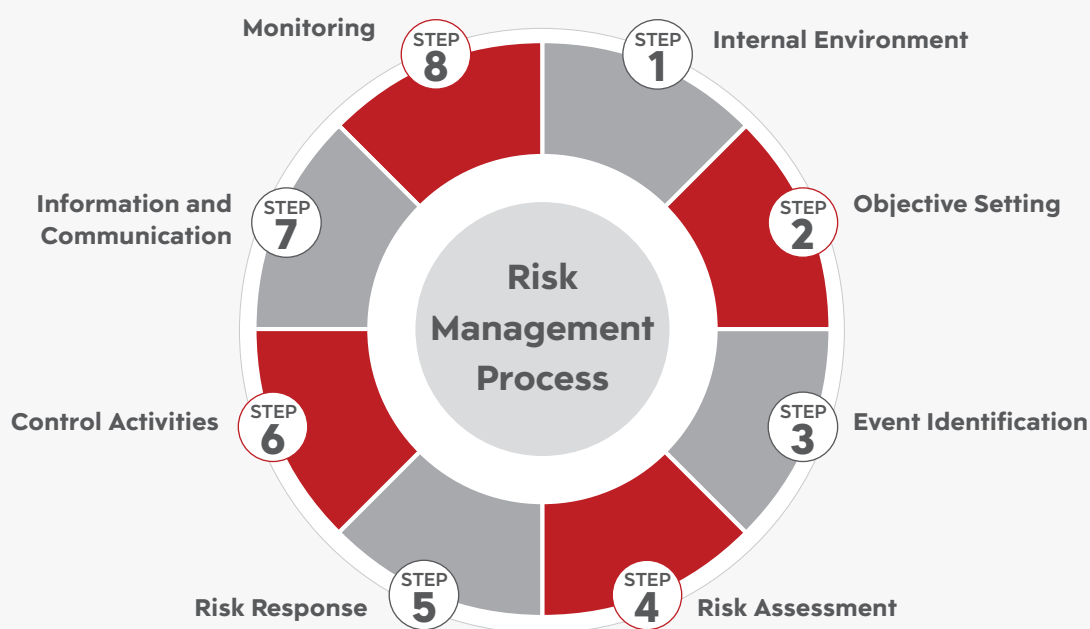 Risk
Management
Process
STEP
1
Internal Environment
STEP
2
Objective Setting
STEP
3
Event Identification
STEP
4
Risk Assessment
STEP
5
Risk Response
STEP
6
Control Activities
STEP
7
Information and
Communication
STEP
8
Monitoring